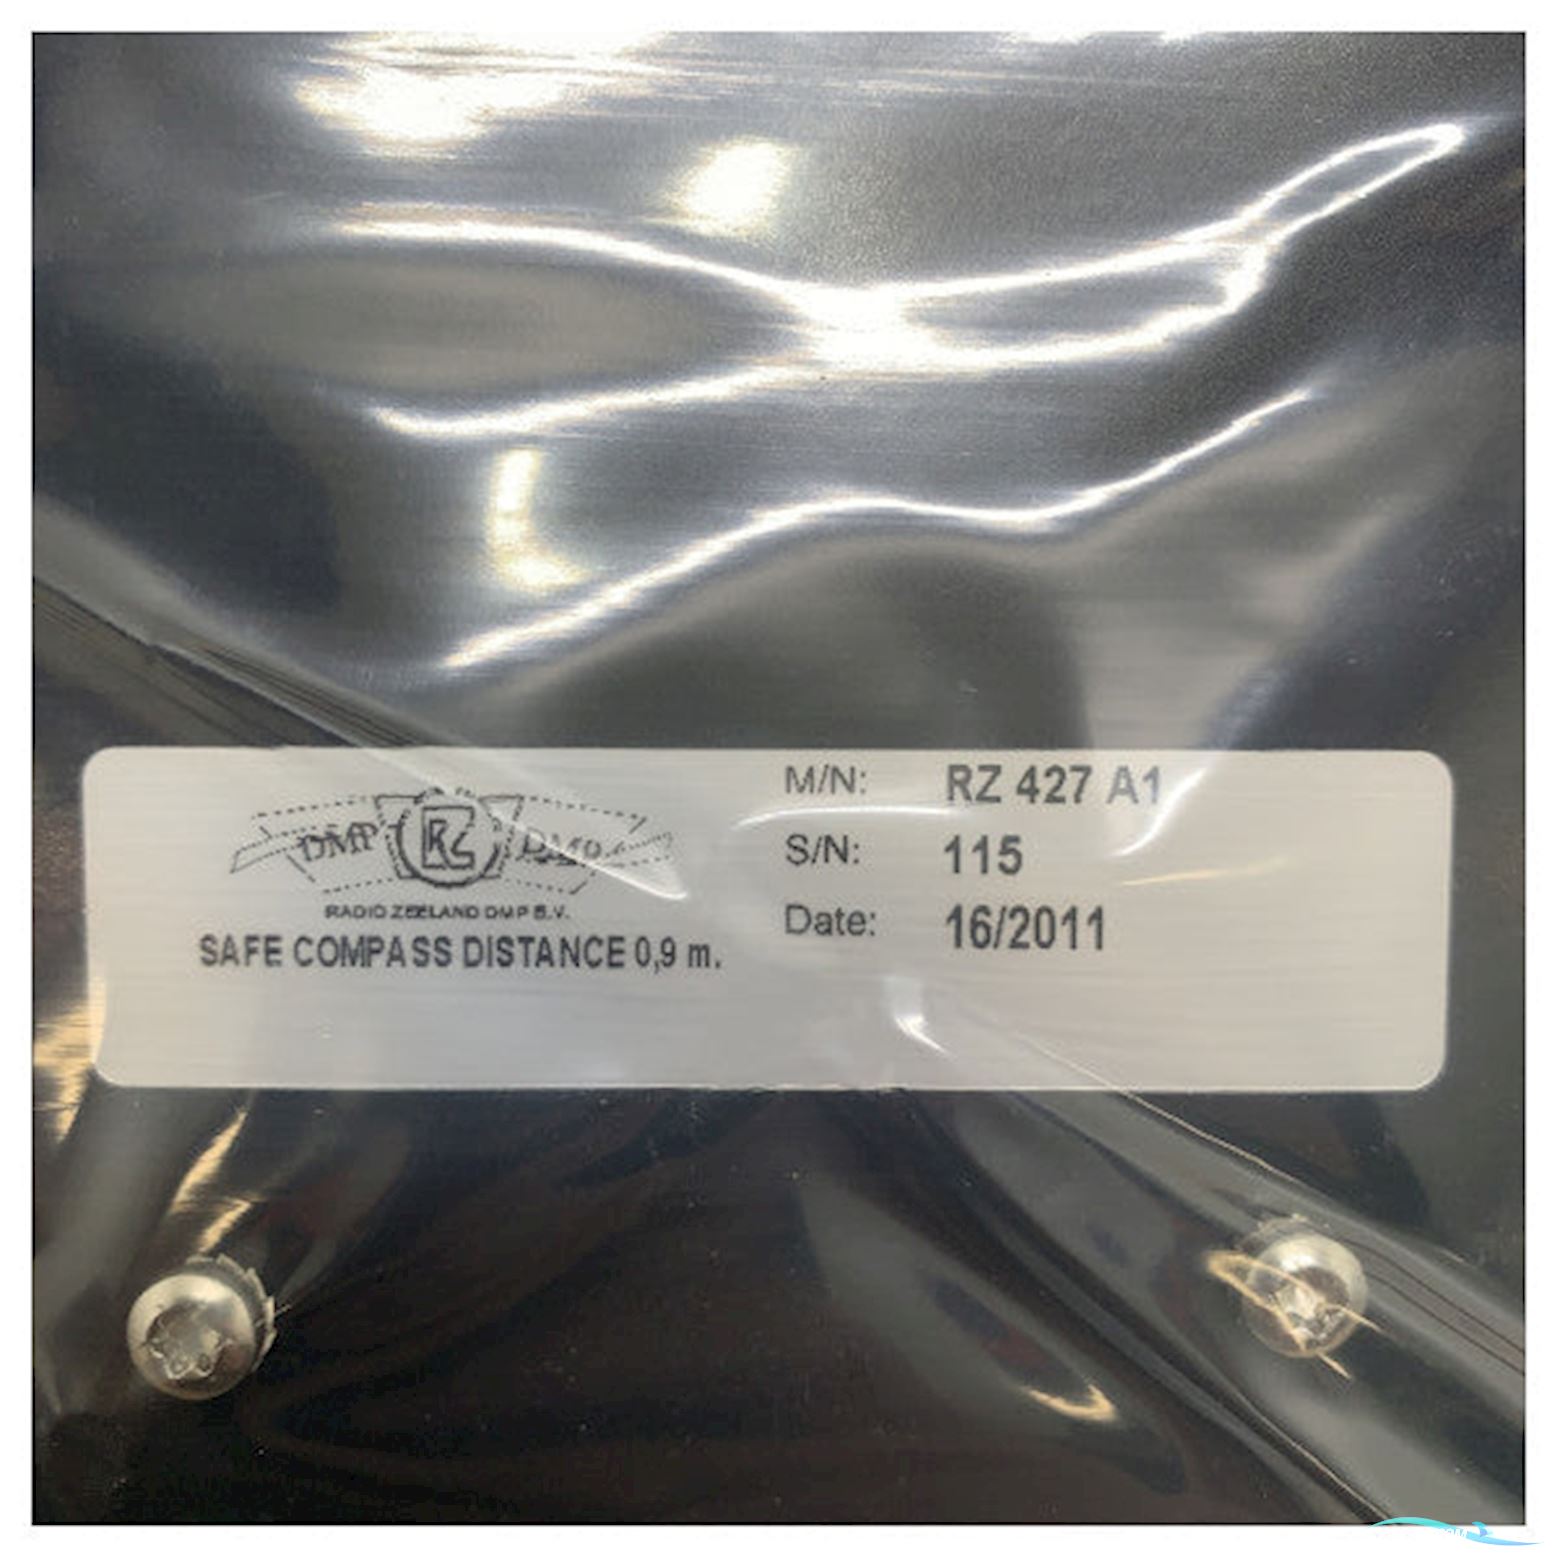 DMP RZ DMP
RADIO ZEELAND DMP B.V.
SAFE COMPASS DISTANCE 0,9 m.
M/N: RZ 427 A1
S/N: 115
Date: 16/2011